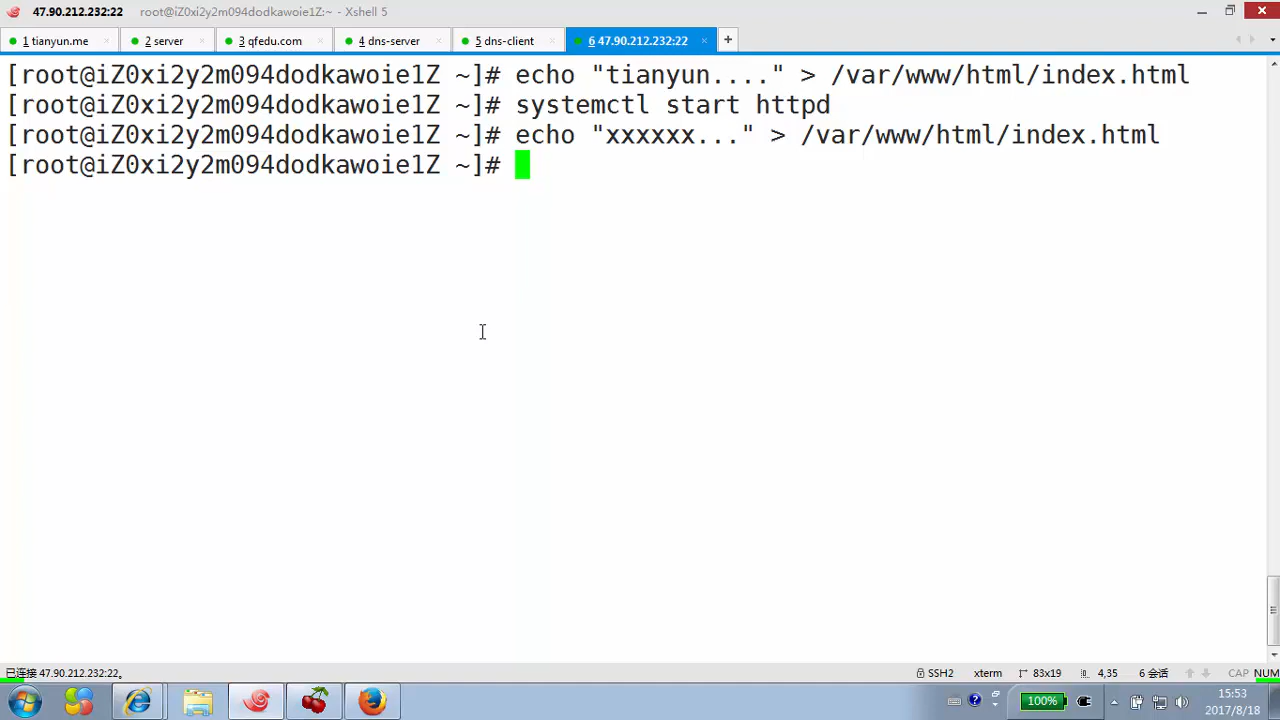 47.90.212.232:22 root@iZ0xi2y2m094dodkawoie1Z:~ - Xshell 5
1 tianyun.me × 2 server × 3 qfedu.com × 4 dns-server × 5 dns-client × 6 47.90.212.232:22 × +
[root@iZ0xi2y2m094dodkawoie1Z ~]# echo "tianyun...." > /var/www/html/index.html
[root@iZ0xi2y2m094dodkawoie1Z ~]# systemctl start httpd
[root@iZ0xi2y2m094dodkawoie1Z ~]# echo "xxxxxx..." > /var/www/html/index.html
[root@iZ0xi2y2m094dodkawoie1Z ~]#
已连接 47.90.212.232:22。 SSH2 xterm 83x19 4,35 6 会话 CAP NUM
100% 15:53
2017/8/18